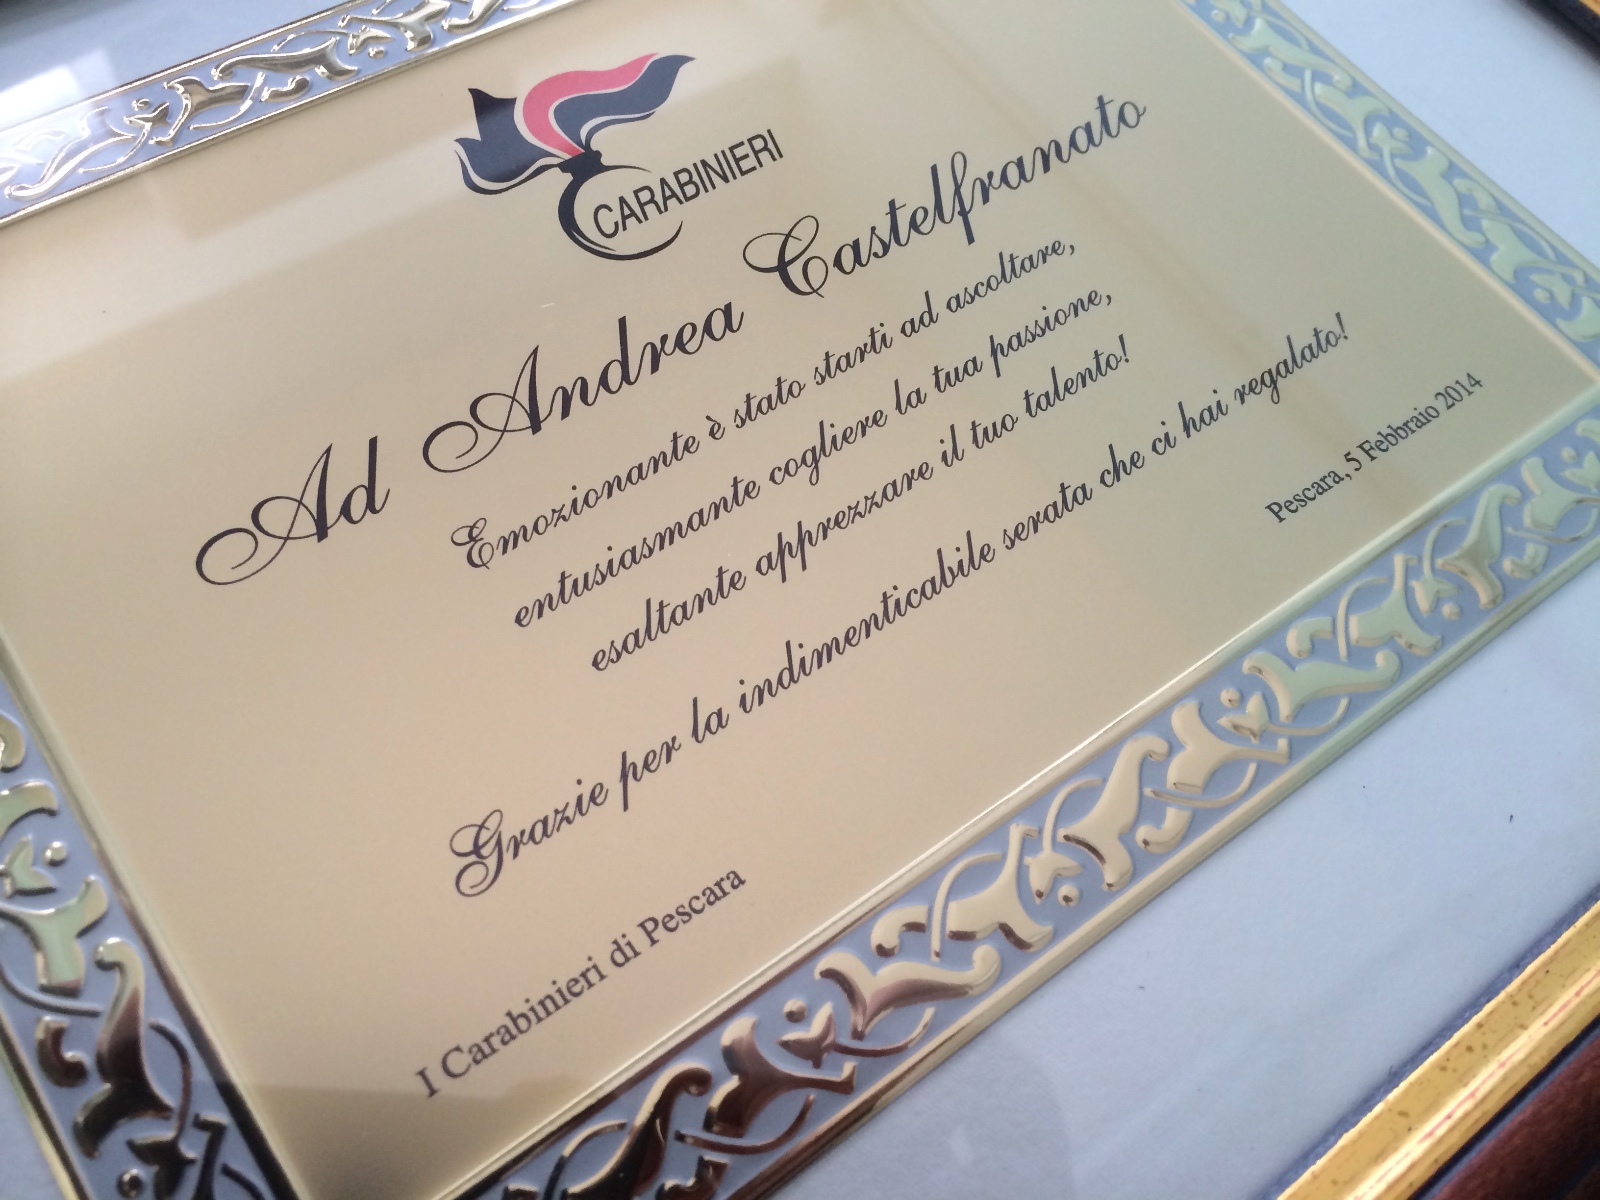 CARABINIERI
Ad Andrea Castelfranato
Emozionante è stato starti ad ascoltare,
entusiasmante cogliere la tua passione,
esaltante apprezzare il tuo talento!
Grazie per la indimenticabile serata che ci hai regalato!
Pescara, 5 Febbraio 2014
I Carabinieri di Pescara